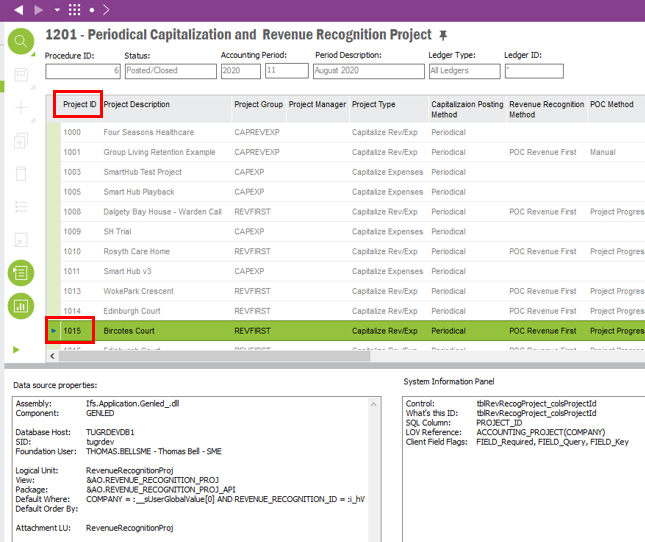 1201 - Periodical Capitalization and Revenue Recognition Project
Procedure ID: Status: Accounting Period: Period Description: Ledger Type: Ledger ID:
6 Posted/Closed 2020 11 August 2020 All Ledgers *
Project ID Project Description Project Group Project Manager Project Type Capitalizaion Posting Method Revenue Recognition Method POC Method
1000 Four Seasons Healthcare CAPREVEXP Capitalize Rev/Exp Periodical
1001 Group Living Retention Example CAPREVEXP Capitalize Rev/Exp Periodical POC Revenue First Manual
1003 SmartHub Test Project CAPEXP Capitalize Expenses Periodical
1005 Smart Hub Playback CAPEXP Capitalize Expenses Periodical
1008 Dalgety Bay House - Warden Call REVFIRST Capitalize Rev/Exp Periodical POC Revenue First Project Progres
1009 SH Trial CAPEXP Capitalize Expenses Periodical
1010 Rosyth Care Home REVFIRST Capitalize Rev/Exp Periodical POC Revenue First Project Progres
1011 Smart Hub v3 CAPEXP Capitalize Expenses Periodical
1013 WokePark Crescent REVFIRST Capitalize Rev/Exp Periodical POC Revenue First Project Progres
1014 Edinburgh Court REVFIRST Capitalize Rev/Exp Periodical POC Revenue First Project Progres
1015 Bircotes Court REVFIRST Capitalize Rev/Exp Periodical POC Revenue First Project Progres
Data source properties:
Assembly: Ifs.Application.Genled_.dll
Component: GENLED
Database Host: TUGRDEVDB1
SID: tugrdev
Foundation User: THOMAS.BELLSME - Thomas Bell - SME
Logical Unit: RevenueRecognitionProj
View: &AO.REVENUE_RECOGNITION_PROJ
Package: &AO.REVENUE_RECOGNITION_PROJ_API
Default Where: COMPANY = :__sUserGlobalValue[0] AND REVENUE_RECOGNITION_ID = :i_hW
Default Order By:
Attachment LU: RevenueRecognitionProj
System Information Panel
Control: tblRevRecogProject_colsProjectId
What's this ID: tblRevRecogProject_colsProjectId
SQL Column: PROJECT_ID
LOV Reference: ACCOUNTING_PROJECT(COMPANY)
Client Field Flags: FIELD_Required, FIELD_Query, FIELD_Key